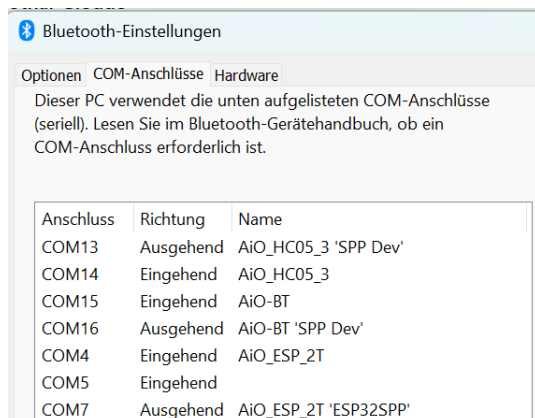 Bluetooth-Einstellungen
Optionen COM-Anschlüsse Hardware
Dieser PC verwendet die unten aufgelisteten COM-Anschlüsse
(seriell). Lesen Sie im Bluetooth-Gerätehandbuch, ob ein
COM-Anschluss erforderlich ist.
Anschluss Richtung Name
COM13 Ausgehend AiO_HC05_3 'SPP Dev'
COM14 Eingehend AiO_HC05_3
COM15 Eingehend AiO-BT
COM16 Ausgehend AiO-BT 'SPP Dev'
COM4 Eingehend AiO_ESP_2T
COM5 Eingehend
COM7 Ausgehend AiO_ESP_2T 'ESP32SPP'